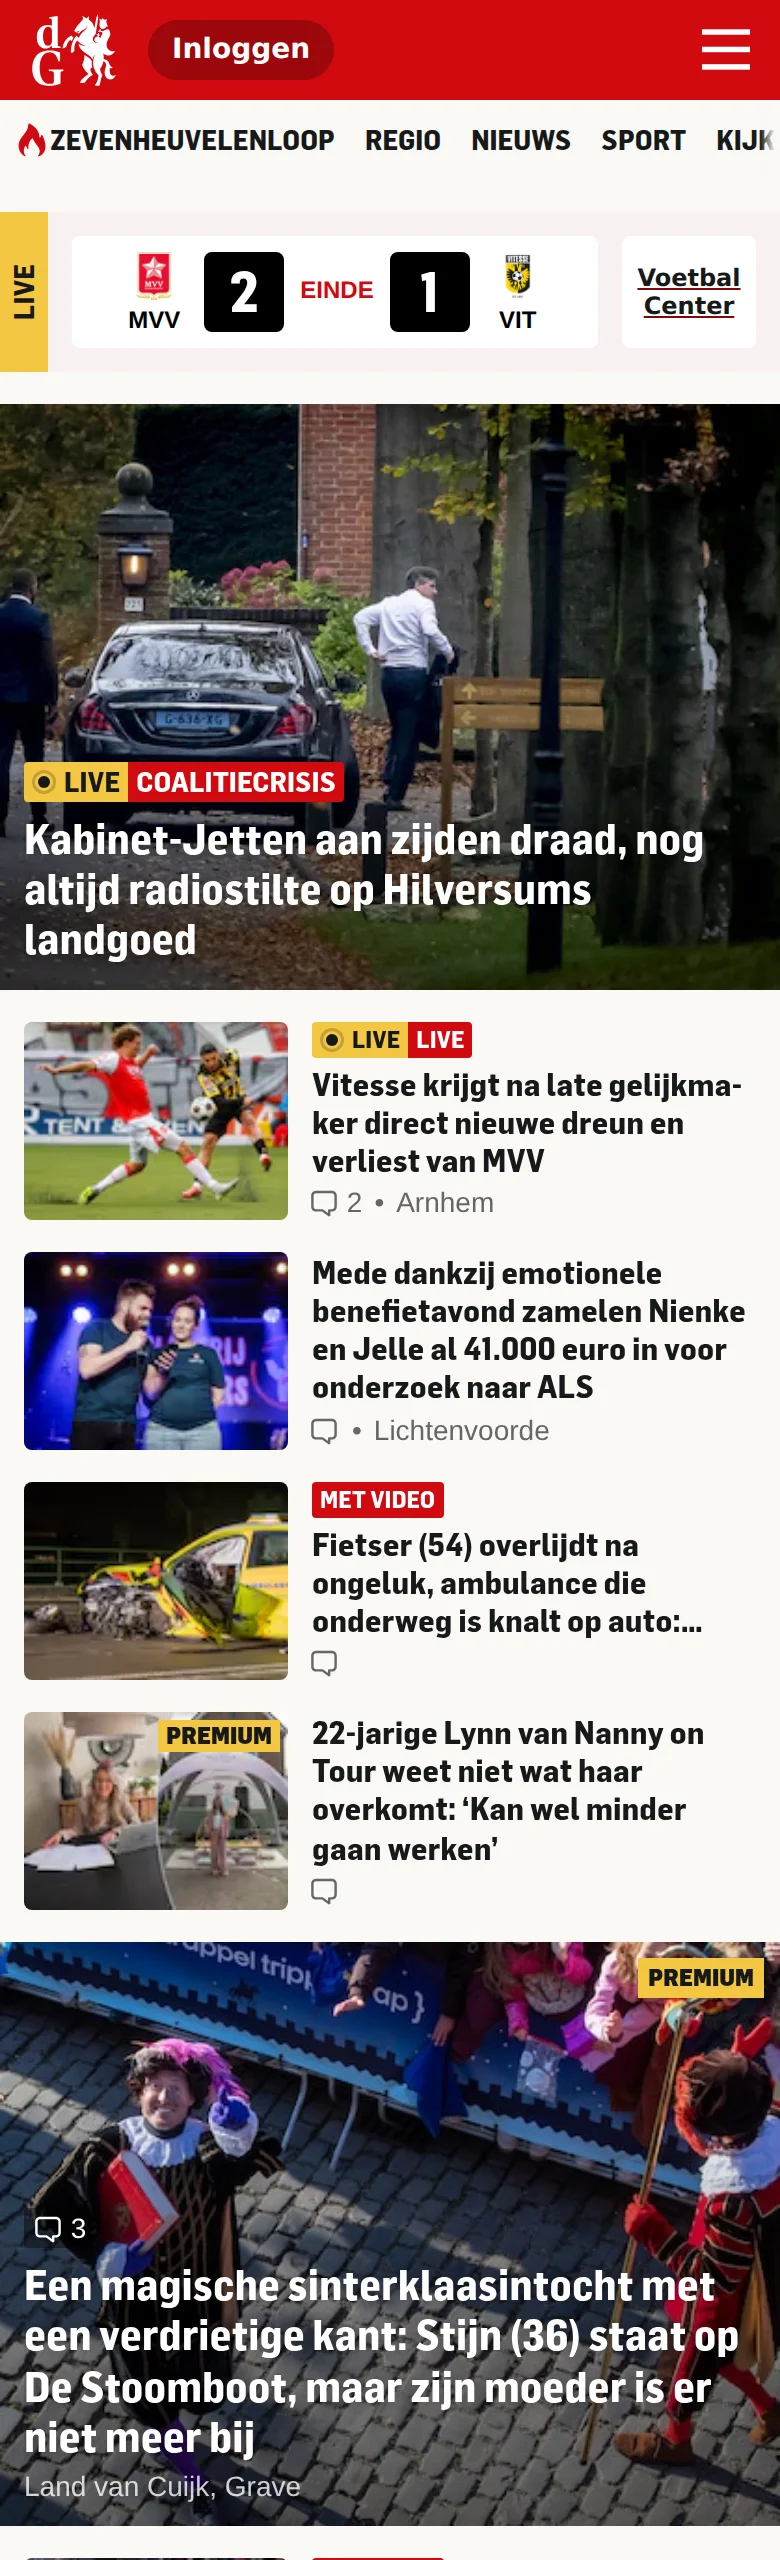 dG
Inloggen
ZEVENHEUVELENLOOP REGIO NIEUWS SPORT KIJK
LIVE
MVV
2
EINDE
1
VITESSE
MVV
VIT
Voetbal
Center
G-636-XG
LIVE COALITIECRISIS
Kabinet-Jetten aan zijden draad, nog
altijd radiostilte op Hilversums
landgoed
TENT &
LIVE LIVE
Vitesse krijgt na late gelijkma-
ker direct nieuwe dreun en
verliest van MVV
2 • Arnhem
Mede dankzij emotionele
benefietavond zamelen Nienke
en Jelle al 41.000 euro in voor
onderzoek naar ALS
• Lichtenvoorde
MET VIDEO
Fietser (54) overlijdt na
ongeluk, ambulance die
onderweg is knalt op auto:...
PREMIUM
22-jarige Lynn van Nanny on
Tour weet niet wat haar
overkomt: ‘Kan wel minder
gaan werken’
PREMIUM
3
Een magische sinterklaasintocht met
een verdrietige kant: Stijn (36) staat op
De Stoomboot, maar zijn moeder is er
niet meer bij
Land van Cuijk, Grave